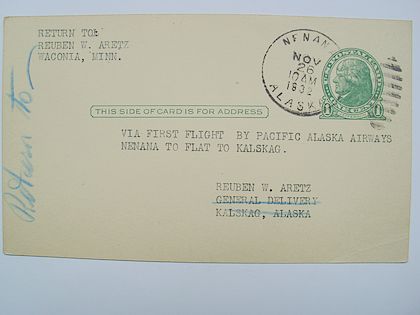 RETURN TO:
REUBEN W. ARETZ
WACONIA, MINN.
Return to
NENANA
NOV
26
10 AM
ALASKA
THIS SIDE OF CARD IS FOR ADDRESS
VIA FIRST FLIGHT BY PACIFIC ALASKA AIRWAYS
NENANA TO FLAT TO KALSKAG.
REUBEN W. ARETZ
GENERAL DELIVERY
KALSKAG, ALASKA